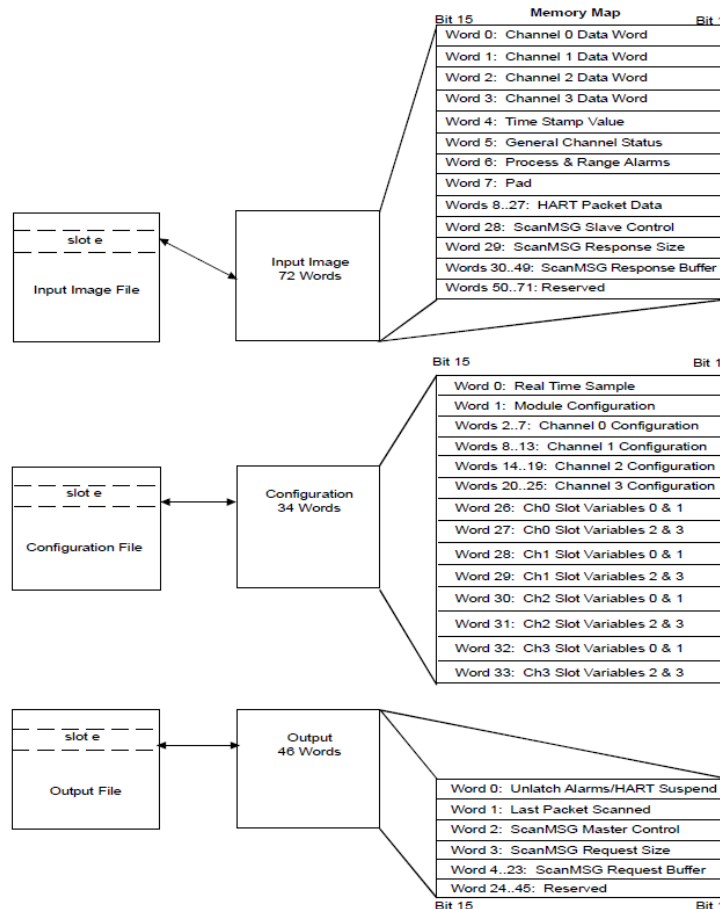 Memory Map
Bit 15
Bit 1
Word 0: Channel 0 Data Word
Word 1: Channel 1 Data Word
Word 2: Channel 2 Data Word
Word 3: Channel 3 Data Word
Word 4: Time Stamp Value
Word 5: General Channel Status
Word 6: Process & Range Alarms
Word 7: Pad
Words 8..27: HART Packet Data
Word 28: ScanMSG Slave Control
Word 29: ScanMSG Response Size
Words 30..49: ScanMSG Response Buffer
Words 50..71: Reserved
slot e
Input Image File
Input Image
72 Words
Bit 15
Bit 1
Word 0: Real Time Sample
Word 1: Module Configuration
Words 2..7: Channel 0 Configuration
Words 8..13: Channel 1 Configuration
Words 14..19: Channel 2 Configuration
Words 20..25: Channel 3 Configuration
Word 26: Ch0 Slot Variables 0 & 1
Word 27: Ch0 Slot Variables 2 & 3
Word 28: Ch1 Slot Variables 0 & 1
Word 29: Ch1 Slot Variables 2 & 3
Word 30: Ch2 Slot Variables 0 & 1
Word 31: Ch2 Slot Variables 2 & 3
Word 32: Ch3 Slot Variables 0 & 1
Word 33: Ch3 Slot Variables 2 & 3
slot e
Configuration File
Configuration
34 Words
slot e
Output File
Output
46 Words
Word 0: Unlatch Alarms/HART Suspend
Word 1: Last Packet Scanned
Word 2: ScanMSG Master Control
Word 3: ScanMSG Request Size
Word 4..23: ScanMSG Request Buffer
Word 24..45: Reserved
Bit 15
Bit 1